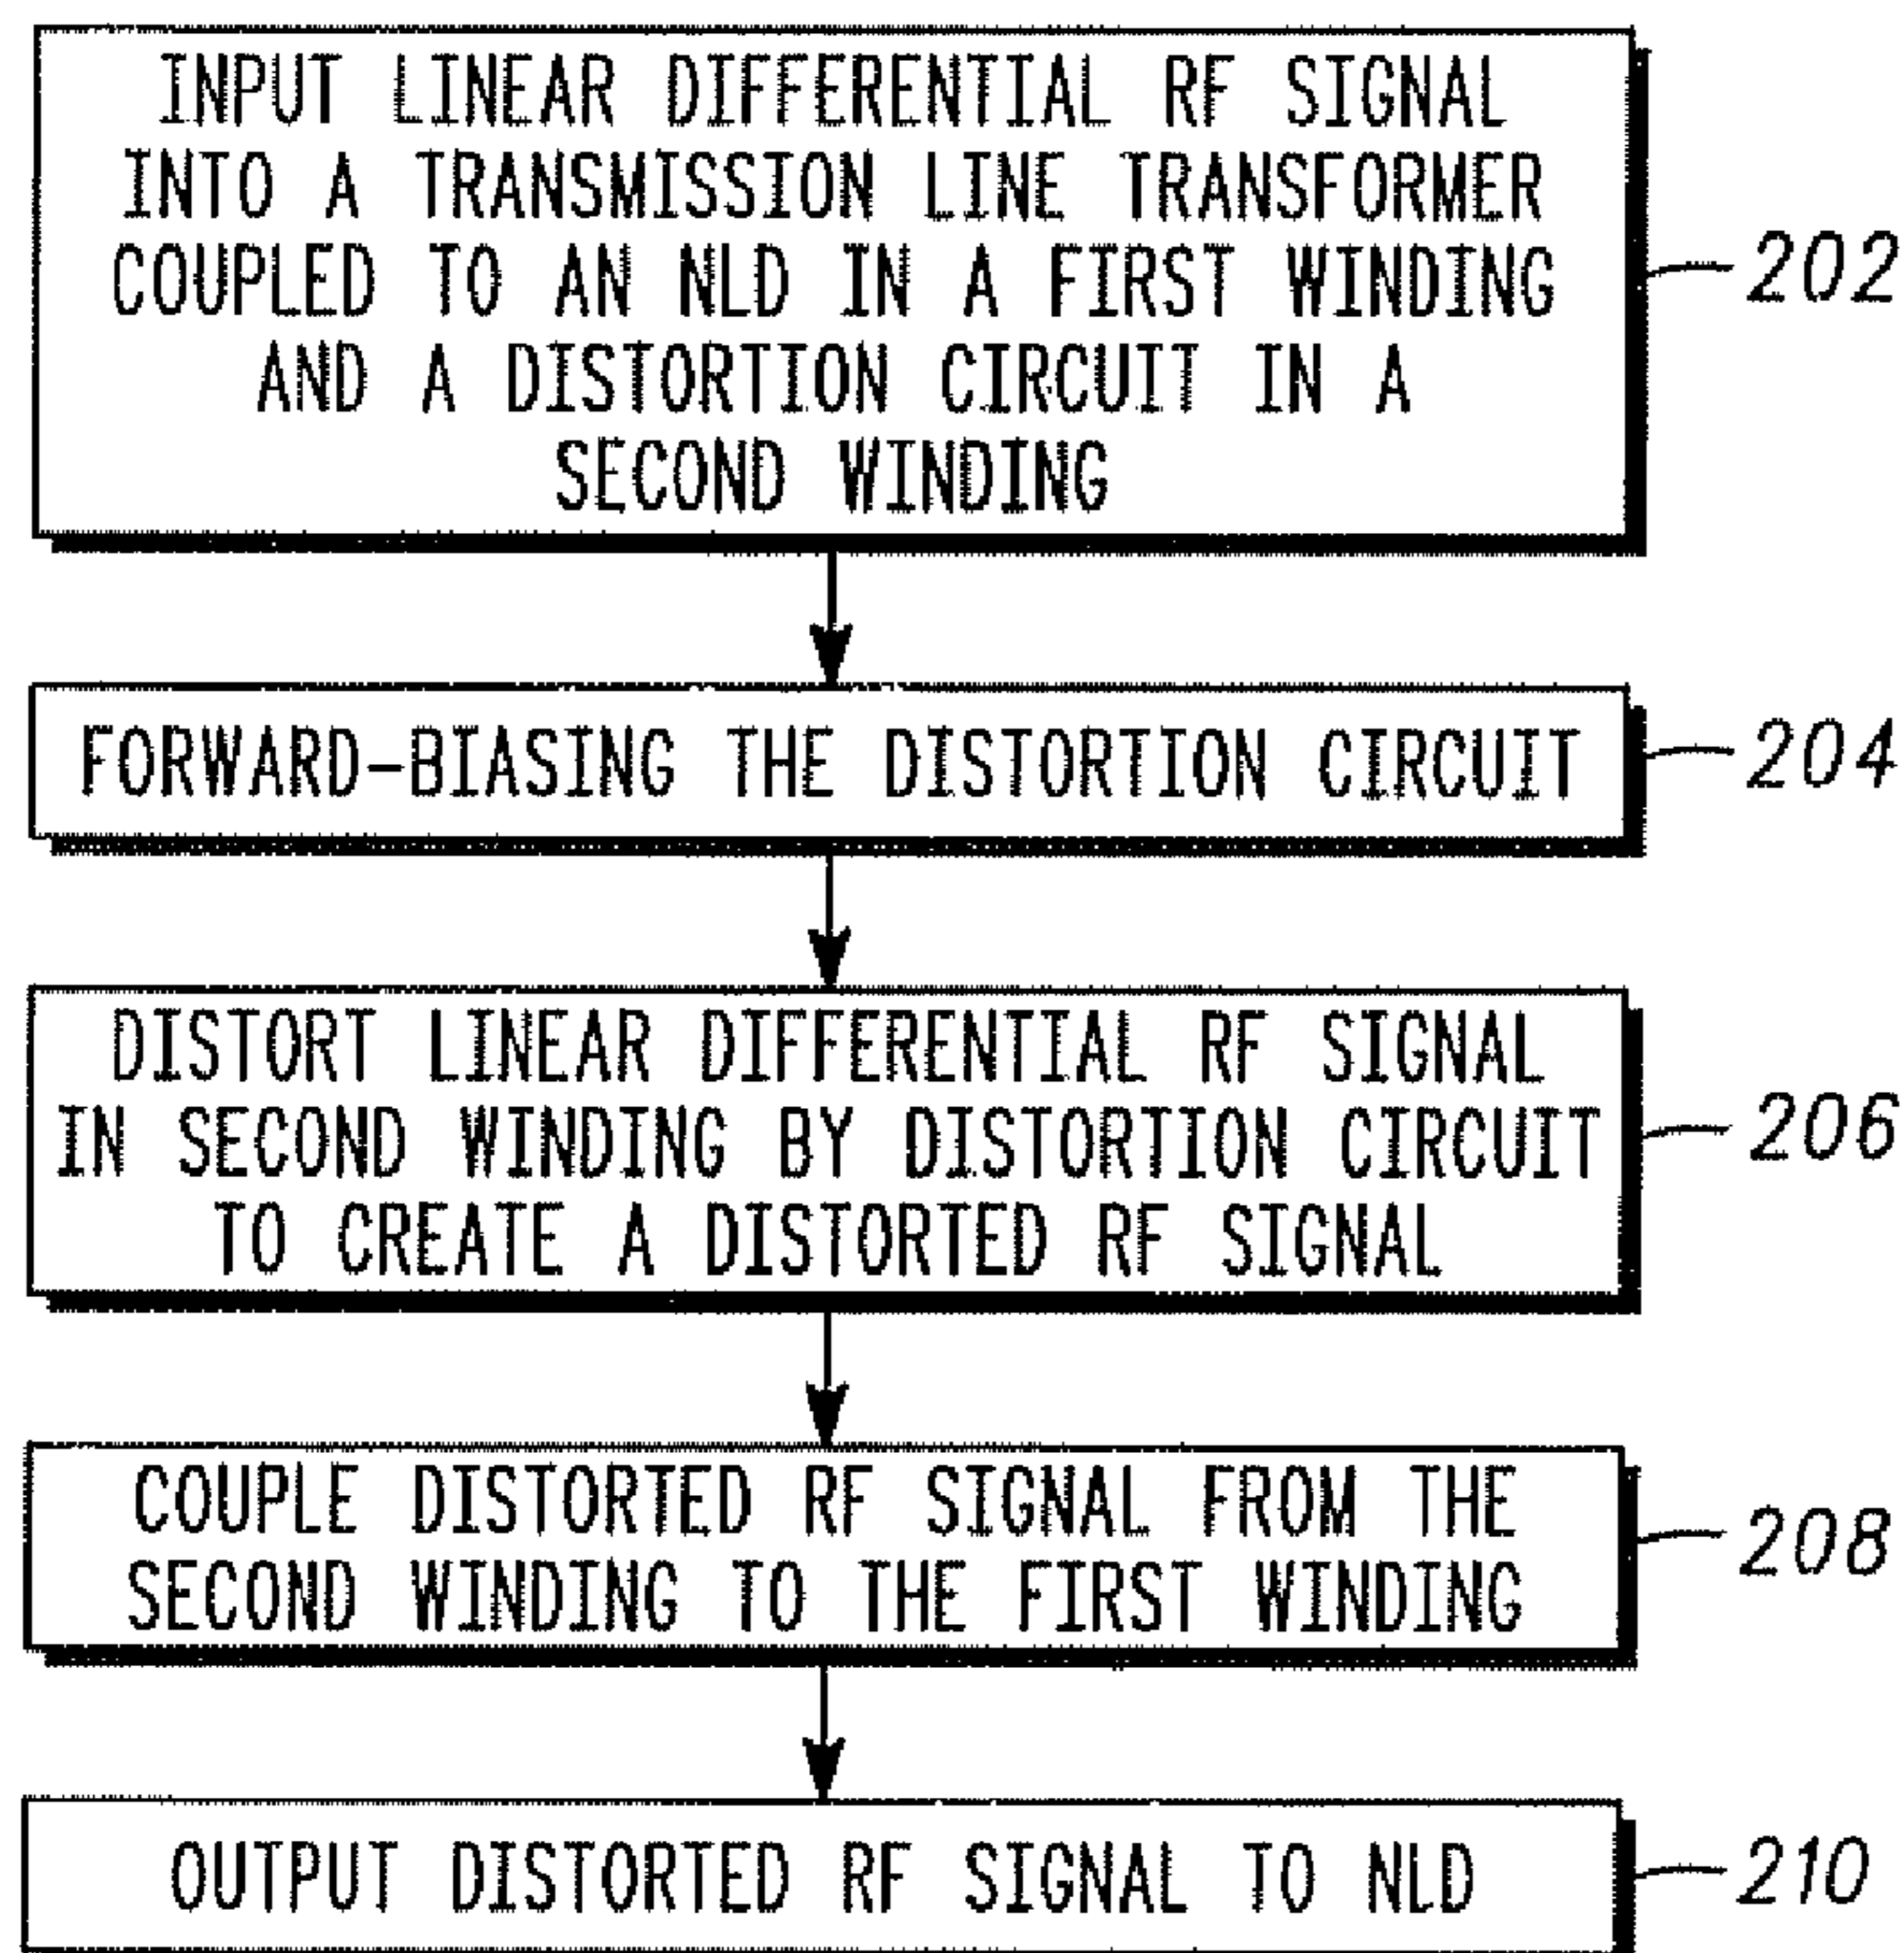 INPUT LINEAR DIFFERENTIAL RF SIGNAL
INTO A TRANSMISSION LINE TRANSFORMER
COUPLED TO AN NLD IN A FIRST WINDING
AND A DISTORTION CIRCUIT IN A
SECOND WINDING
202
FORWARD-BIASING THE DISTORTION CIRCUIT
204
DISTORT LINEAR DIFFERENTIAL RF SIGNAL
IN SECOND WINDING BY DISTORTION CIRCUIT
TO CREATE A DISTORTED RF SIGNAL
206
COUPLE DISTORTED RF SIGNAL FROM THE
SECOND WINDING TO THE FIRST WINDING
208
OUTPUT DISTORTED RF SIGNAL TO NLD
210